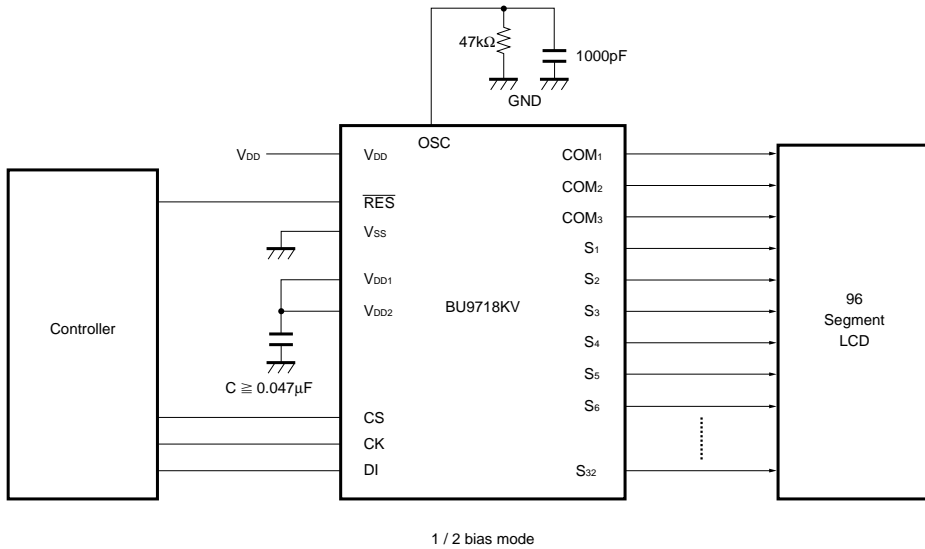 47kΩ
1000pF
GND
OSC
VDD
VDD
RES
VSS
VDD1
VDD2
C ≧ 0.047μF
CS
CK
DI
Controller
BU9718KV
COM1
COM2
COM3
S1
S2
S3
S4
S5
S6
S32
96
Segment
LCD
1 / 2 bias mode